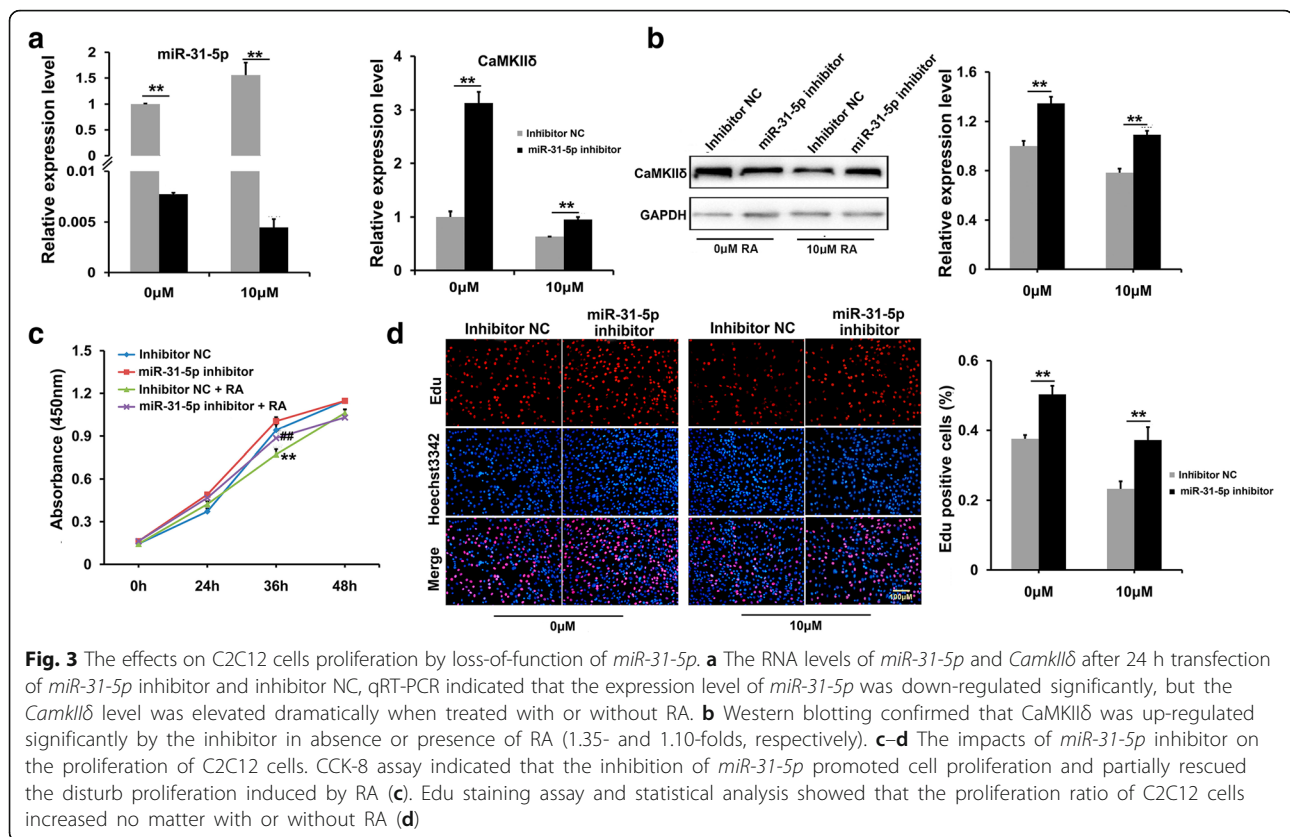 a
miR-31-5p
Relative expression level
2
1.5
1
0.5
0.01
0.005
0
**
**
0μM
10μM
CaMKIIδ
Relative expression level
4
3
2
1
0
**
**
Inhibitor NC
miR-31-5p inhibitor
0μM
10μM
b
Inhibitor NC
miR-31-5p inhibitor
Inhibitor NC
miR-31-5p inhibitor
CaMKIIδ
GAPDH
0μM RA
10μM RA
Relative expression level
1.6
1.2
0.8
0.4
0
**
**
0μM
10μM
c
Absorbance (450nm)
1.5
1.2
0.9
0.6
0.3
0
Inhibitor NC
miR-31-5p inhibitor
Inhibitor NC + RA
miR-31-5p inhibitor + RA
##
**
0h
24h
36h
48h
d
Inhibitor NC
miR-31-5p
inhibitor
Inhibitor NC
miR-31-5p
inhibitor
Edu
Hoechst3342
Merge
100μM
0μM
10μM
Edu positive cells (%)
0.6
0.4
0.2
0
**
**
Inhibitor NC
miR-31-5p inhibitor
0μM
10μM
Fig. 3 The effects on C2C12 cells proliferation by loss-of-function of miR-31-5p. a The RNA levels of miR-31-5p and CamkIIδ after 24 h transfection
of miR-31-5p inhibitor and inhibitor NC, qRT-PCR indicated that the expression level of miR-31-5p was down-regulated significantly, but the
CamkIIδ level was elevated dramatically when treated with or without RA. b Western blotting confirmed that CaMKIIδ was up-regulated
significantly by the inhibitor in absence or presence of RA (1.35- and 1.10-folds, respectively). c–d The impacts of miR-31-5p inhibitor on
the proliferation of C2C12 cells. CCK-8 assay indicated that the inhibition of miR-31-5p promoted cell proliferation and partially rescued
the disturb proliferation induced by RA (c). Edu staining assay and statistical analysis showed that the proliferation ratio of C2C12 cells
increased no matter with or without RA (d)